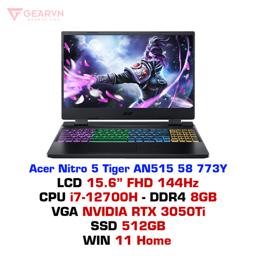 GEARVN
Acer Nitro 5 Tiger AN515 58 773Y
LCD 15.6” FHD 144Hz
CPU i7-12700H - DDR4 8GB
VGA NVIDIA RTX 3050Ti
SSD 512GB
WIN 11 Home